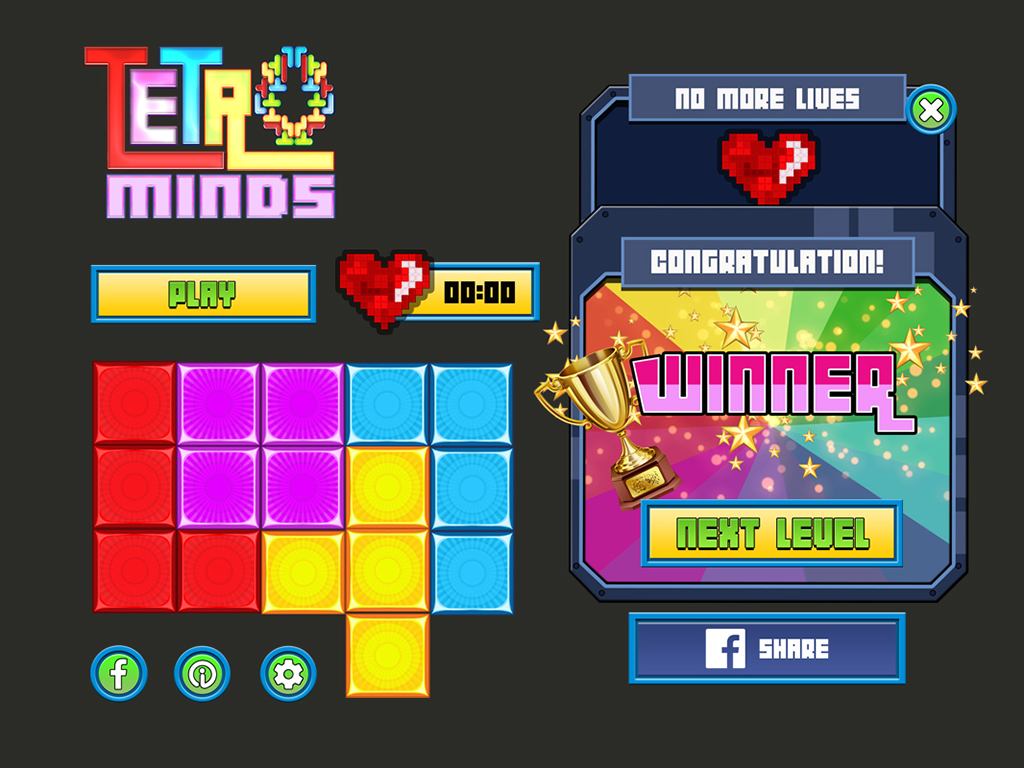 TETRO
MINDS
PLAY
00:00
NO MORE LIVES
CONGRATULATION!
WINNER
NEXT LEVEL
f SHARE
f